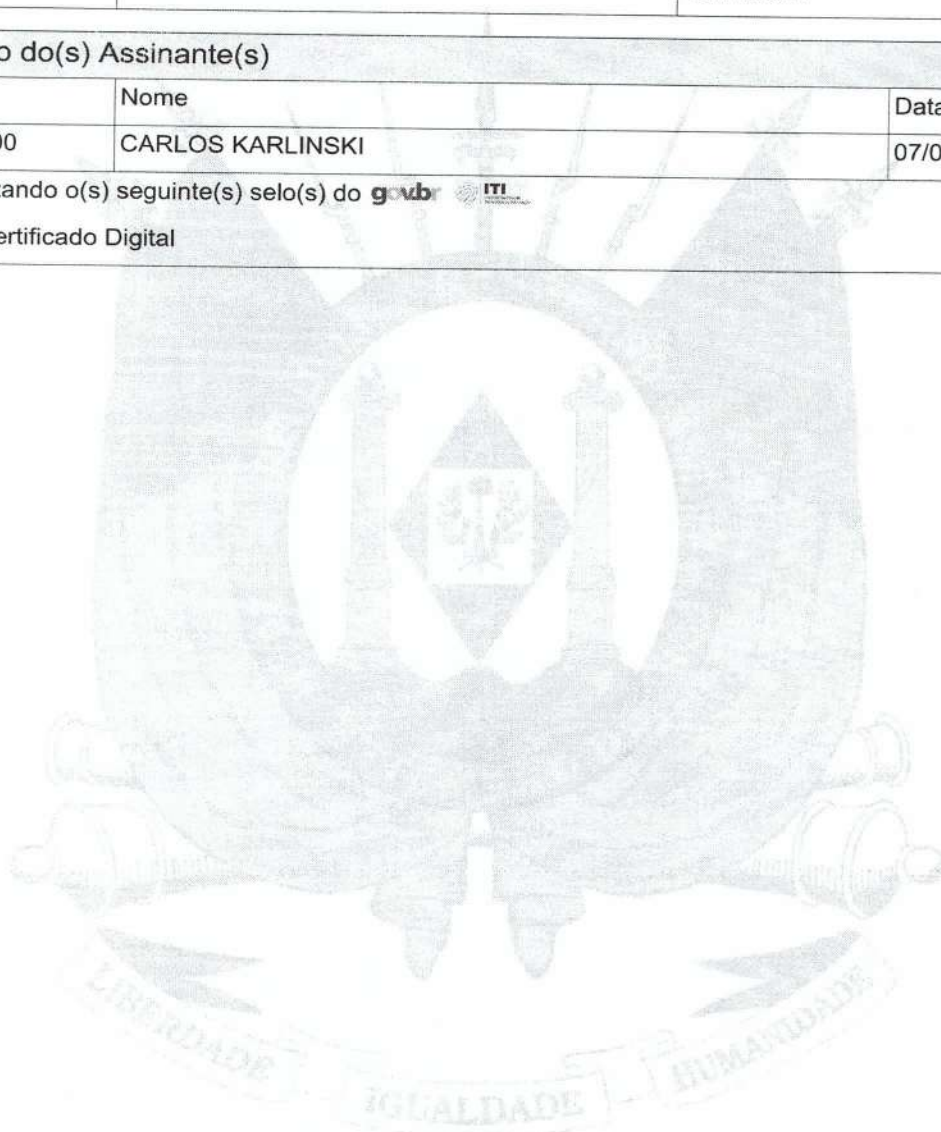 o do(s) Assinante(s)
Nome Data
00 CARLOS KARLINSKI 07/0
tando o(s) seguinte(s) selo(s) do gov.br ITI
ertificado Digital
LIBERDADE IGUALDADE HUMANIDADE